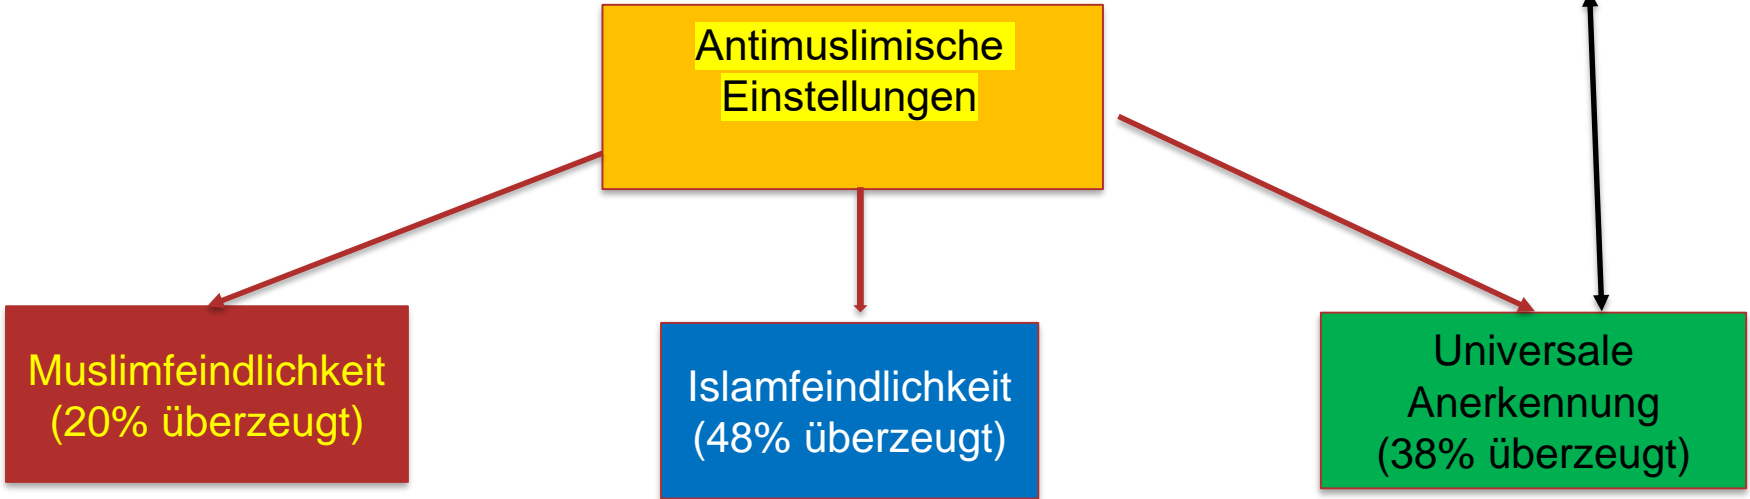 Antimuslimische
Einstellungen
Muslimfeindlichkeit
(20% überzeugt)
Islamfeindlichkeit
(48% überzeugt)
Universale
Anerkennung
(38% überzeugt)